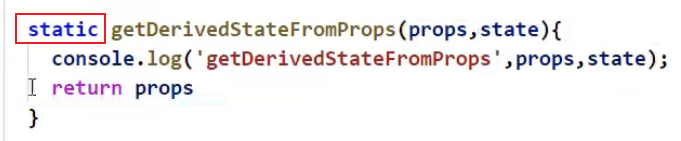 static getDerivedStateFromProps(props,state){
console.log('getDerivedStateFromProps',props,state);
return props
}